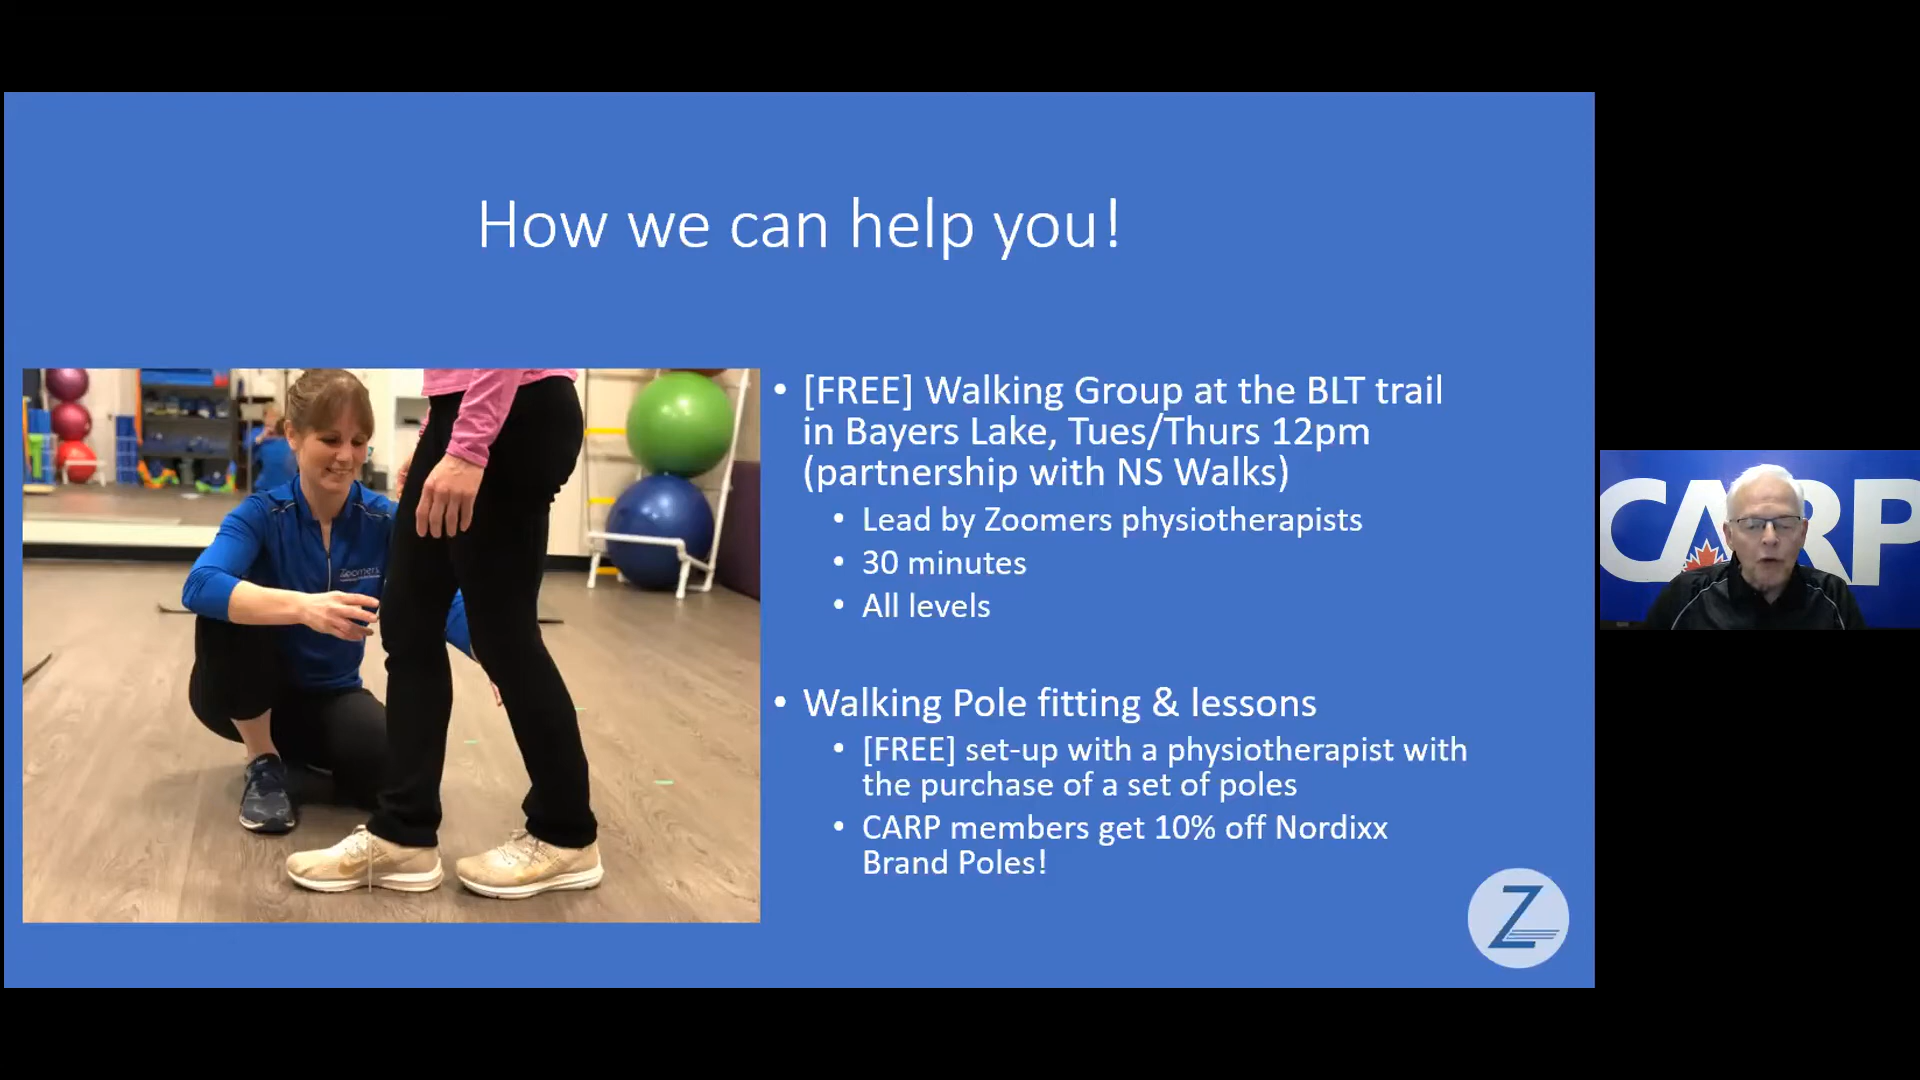 How we can help you!
• [FREE] Walking Group at the BLT trail
in Bayers Lake, Tues/Thurs 12pm
(partnership with NS Walks)
• Lead by Zoomers physiotherapists
• 30 minutes
• All levels
• Walking Pole fitting & lessons
• [FREE] set-up with a physiotherapist with
the purchase of a set of poles
• CARP members get 10% off Nordixx
Brand Poles!
Zoomers
Z
CARP